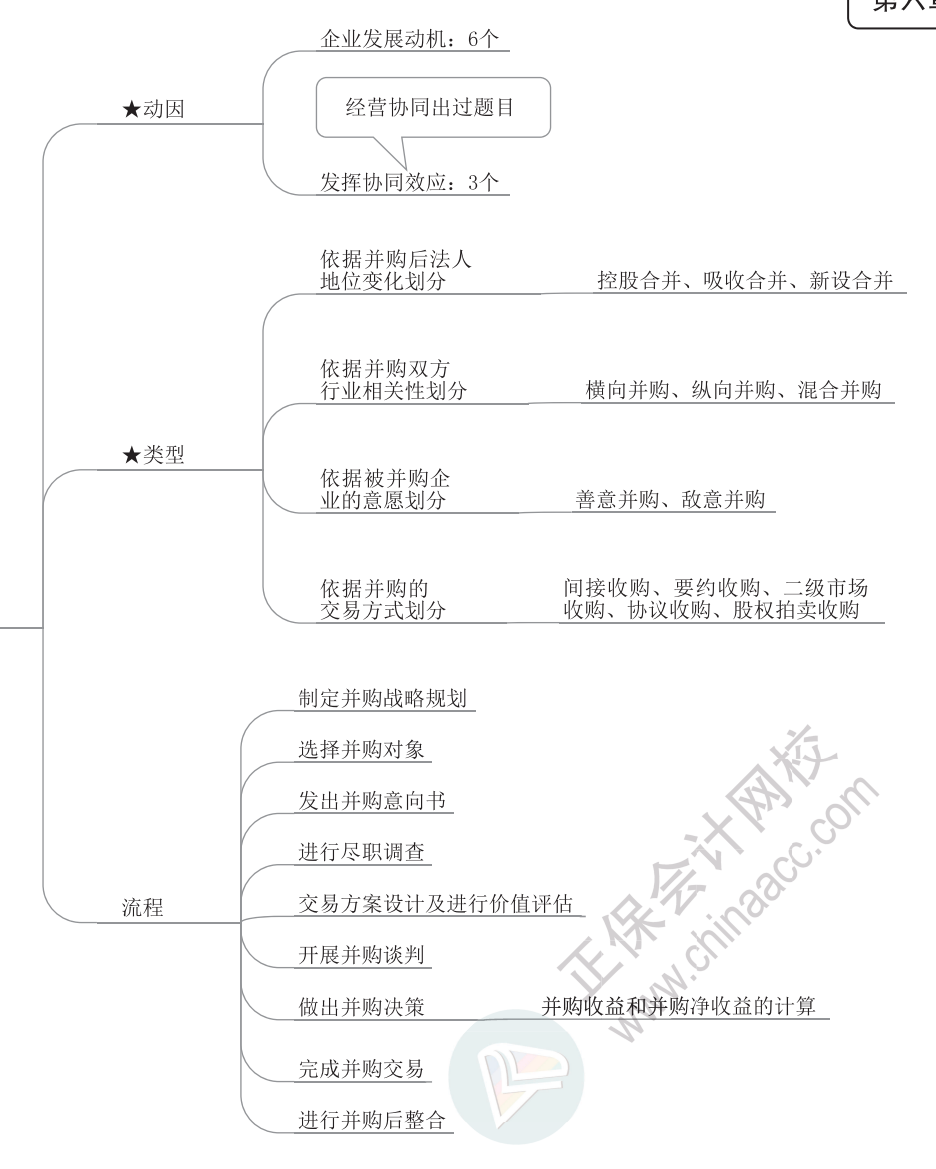 ★动因
企业发展动机：6个
经营协同出过题目
发挥协同效应：3个
★类型
依据并购后法人
地位变化划分
控股合并、吸收合并、新设合并
依据并购双方
行业相关性划分
横向并购、纵向并购、混合并购
依据被并购企
业的意愿划分
善意并购、敌意并购
依据并购的
交易方式划分
间接收购、要约收购、二级市场
收购、协议收购、股权拍卖收购
流程
制定并购战略规划
选择并购对象
发出并购意向书
进行尽职调查
交易方案设计及进行价值评估
开展并购谈判
做出并购决策
并购收益和并购净收益的计算
完成并购交易
进行并购后整合
正保会计网校
www.chinaacc.com